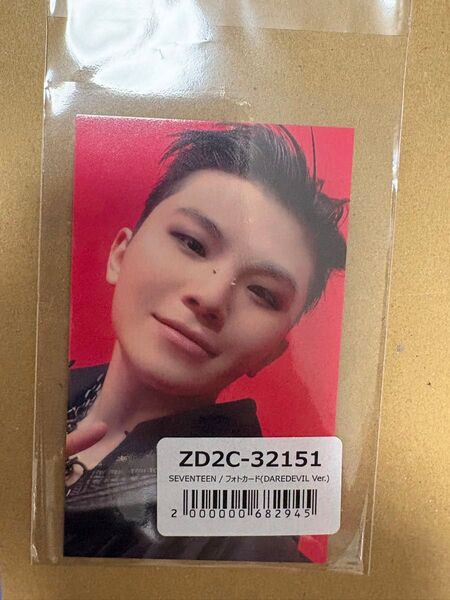 ZD2C-32151
SEVENTEEN / フォトカード(DAREDEVIL Ver.)
2 000000 682945